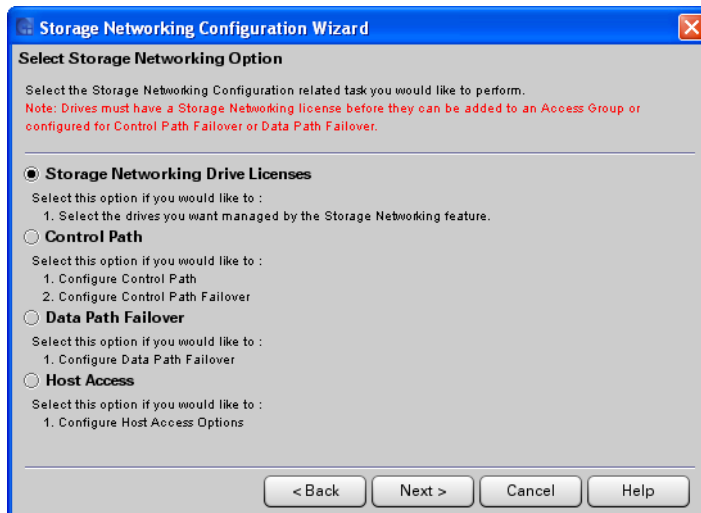 Storage Networking Configuration Wizard
Select Storage Networking Option
Select the Storage Networking Configuration related task you would like to perform.
Note: Drives must have a Storage Networking license before they can be added to an Access Group or
configured for Control Path Failover or Data Path Failover.
Storage Networking Drive Licenses
Select this option if you would like to :
1. Select the drives you want managed by the Storage Networking feature.
Control Path
Select this option if you would like to :
1. Configure Control Path
2. Configure Control Path Failover
Data Path Failover
Select this option if you would like to :
1. Configure Data Path Failover
Host Access
Select this option if you would like to :
1. Configure Host Access Options
< Back Next > Cancel Help